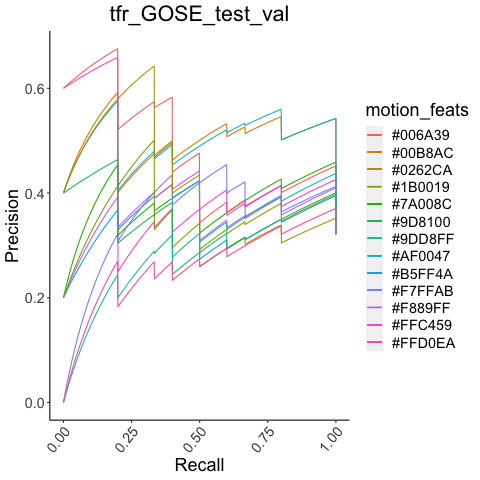 tfr_GOSE_test_val
Precision
0.6
0.4
0.2
0.0
0.00
0.25
0.50
0.75
1.00
Recall
motion_feats
#006A39
#00B8AC
#0262CA
#1B0019
#7A008C
#9D8100
#9DD8FF
#AF0047
#B5FF4A
#F7FFAB
#F889FF
#FFC459
#FFD0EA